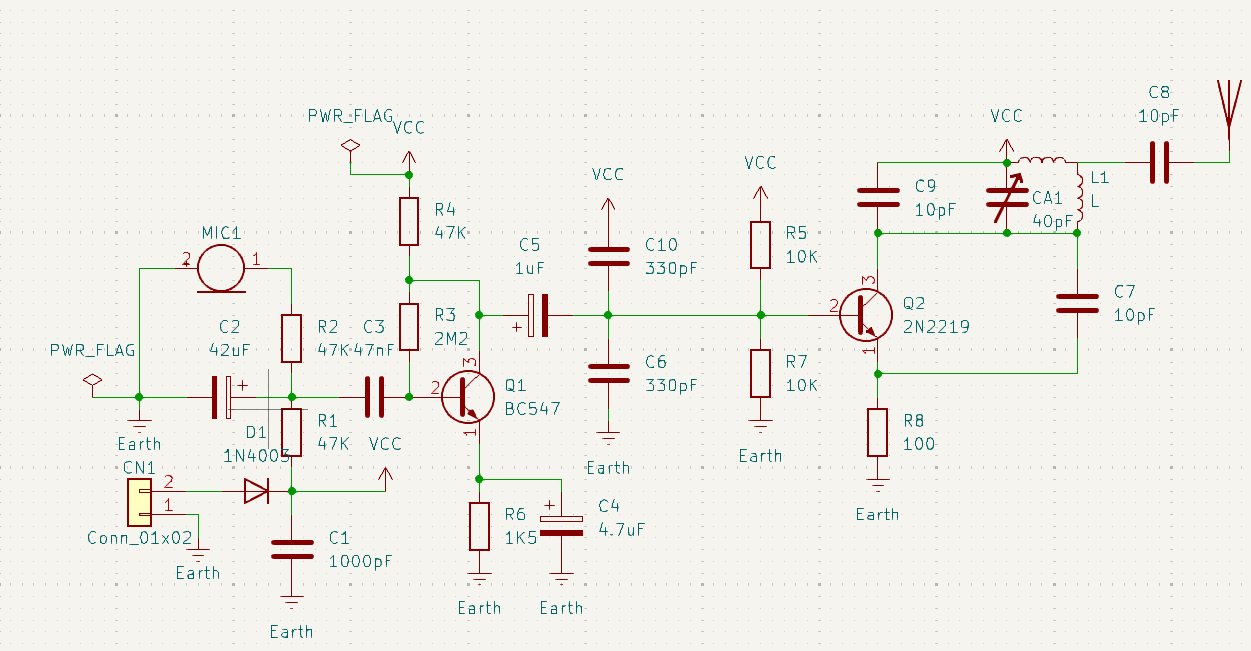 C8
10pF
PWR_FLAG
VCC
VCC
VCC
VCC
R4
47K
C9
10pF
CA1
40pF
L1
L
MIC1
2
+
1
C5
1uF
+
C10
330pF
R5
10K
3
2
1
Q2
2N2219
C7
10pF
C2
42uF
+
R2
47K
C3
47nF
R3
2M2
PWR_FLAG
C6
330pF
R7
10K
3
2
1
Q1
BC547
Earth
D1
1N4003
R1
47K
VCC
R8
100
Earth
Earth
CN1
2
1
Conn_01x02
Earth
C1
1000pF
R6
1K5
+
C4
4.7uF
Earth
Earth
Earth
Earth